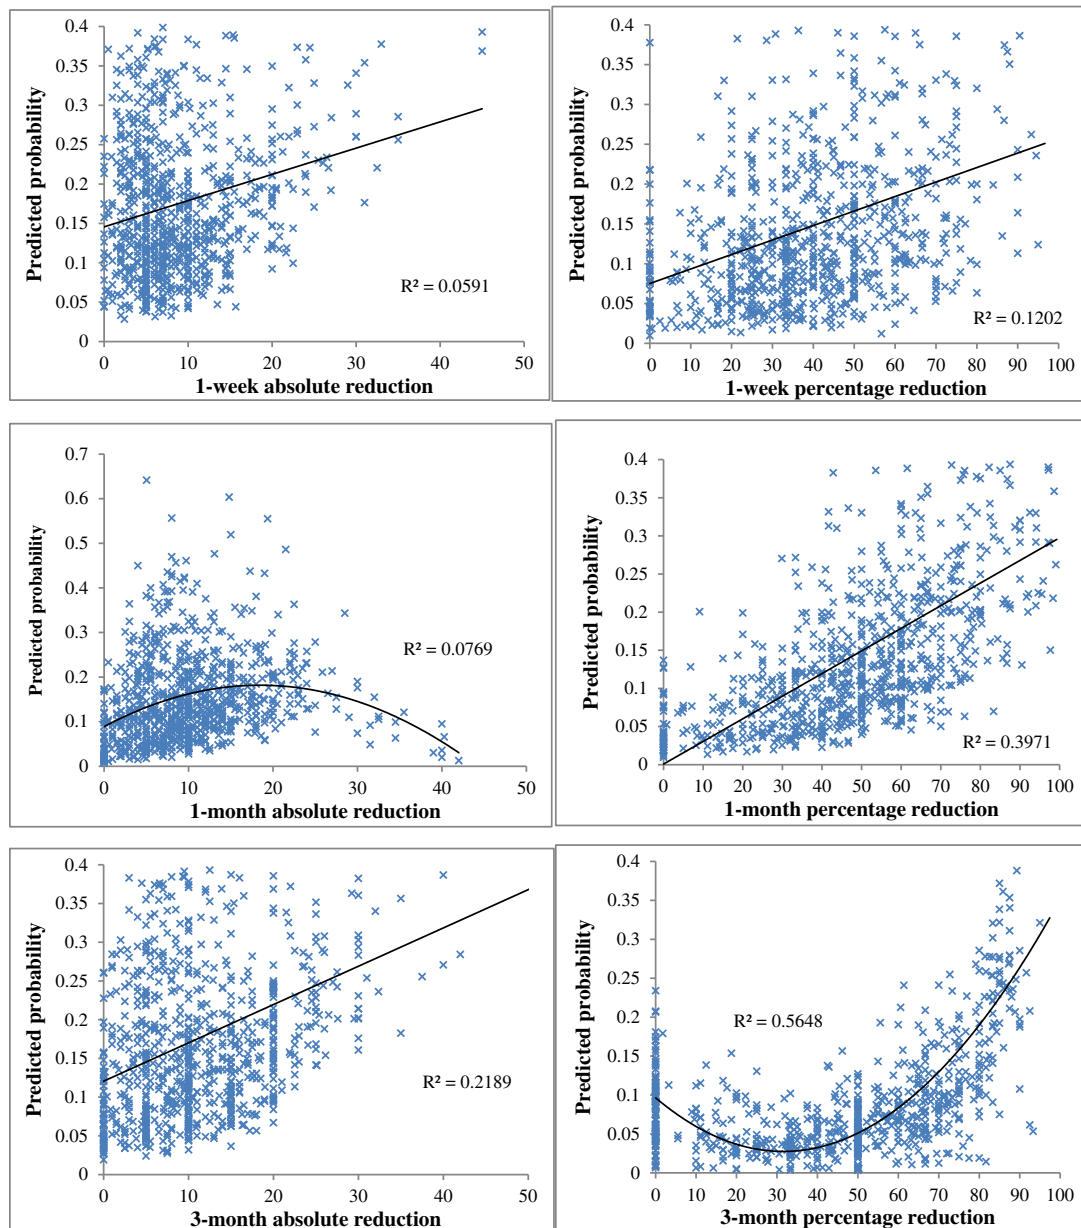 Predicted probability
0.4
0.35
0.3
0.25
0.2
0.15
0.1
0.05
0
R² = 0.0591
0 10 20 30 40 50
1-week absolute reduction
Predicted probability
0.4
0.35
0.3
0.25
0.2
0.15
0.1
0.05
0
R² = 0.1202
0 10 20 30 40 50 60 70 80 90 100
1-week percentage reduction
Predicted probability
0.7
0.6
0.5
0.4
0.3
0.2
0.1
0
R² = 0.0769
0 10 20 30 40 50
1-month absolute reduction
Predicted probability
0.4
0.35
0.3
0.25
0.2
0.15
0.1
0.05
0
R² = 0.3971
0 10 20 30 40 50 60 70 80 90 100
1-month percentage reduction
Predicted probability
0.4
0.35
0.3
0.25
0.2
0.15
0.1
0.05
0
R² = 0.2189
0 10 20 30 40 50
3-month absolute reduction
Predicted probability
0.4
0.35
0.3
0.25
0.2
0.15
0.1
0.05
0
R² = 0.5648
0 10 20 30 40 50 60 70 80 90 100
3-month percentage reduction